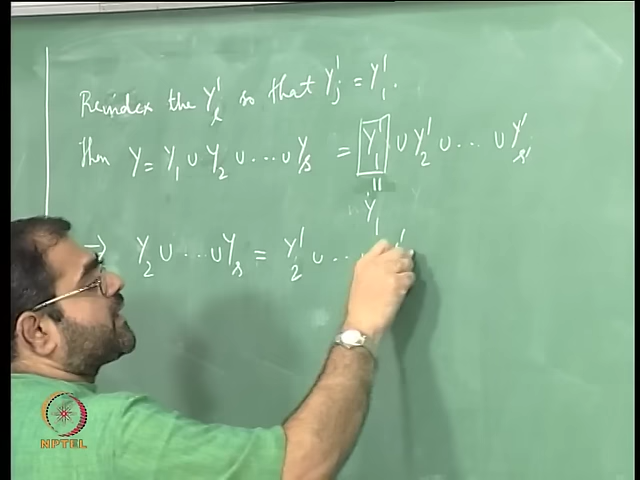 Reindex the Y'_l so that Y'_j = Y'_1.
then Y = Y_1 ∪ Y_2 ∪ ... ∪ Y_s = Y'_1 ∪ Y'_2 ∪ ... ∪ Y'_s'
=
Y_1
⇒ Y_2 ∪ ... ∪ Y_s = Y'_2 ∪ ...
NPTEL